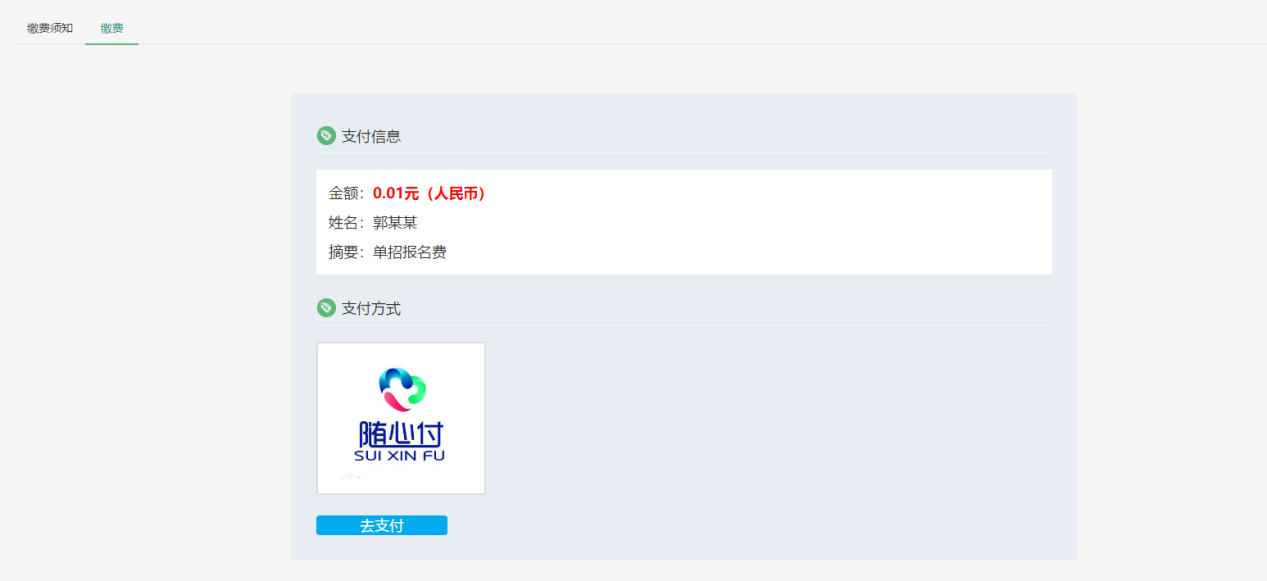 缴费须知 缴费
支付信息
金额：0.01元（人民币）
姓名：郭某某
摘要：单招报名费
支付方式
随心付
SUI XIN FU
去支付